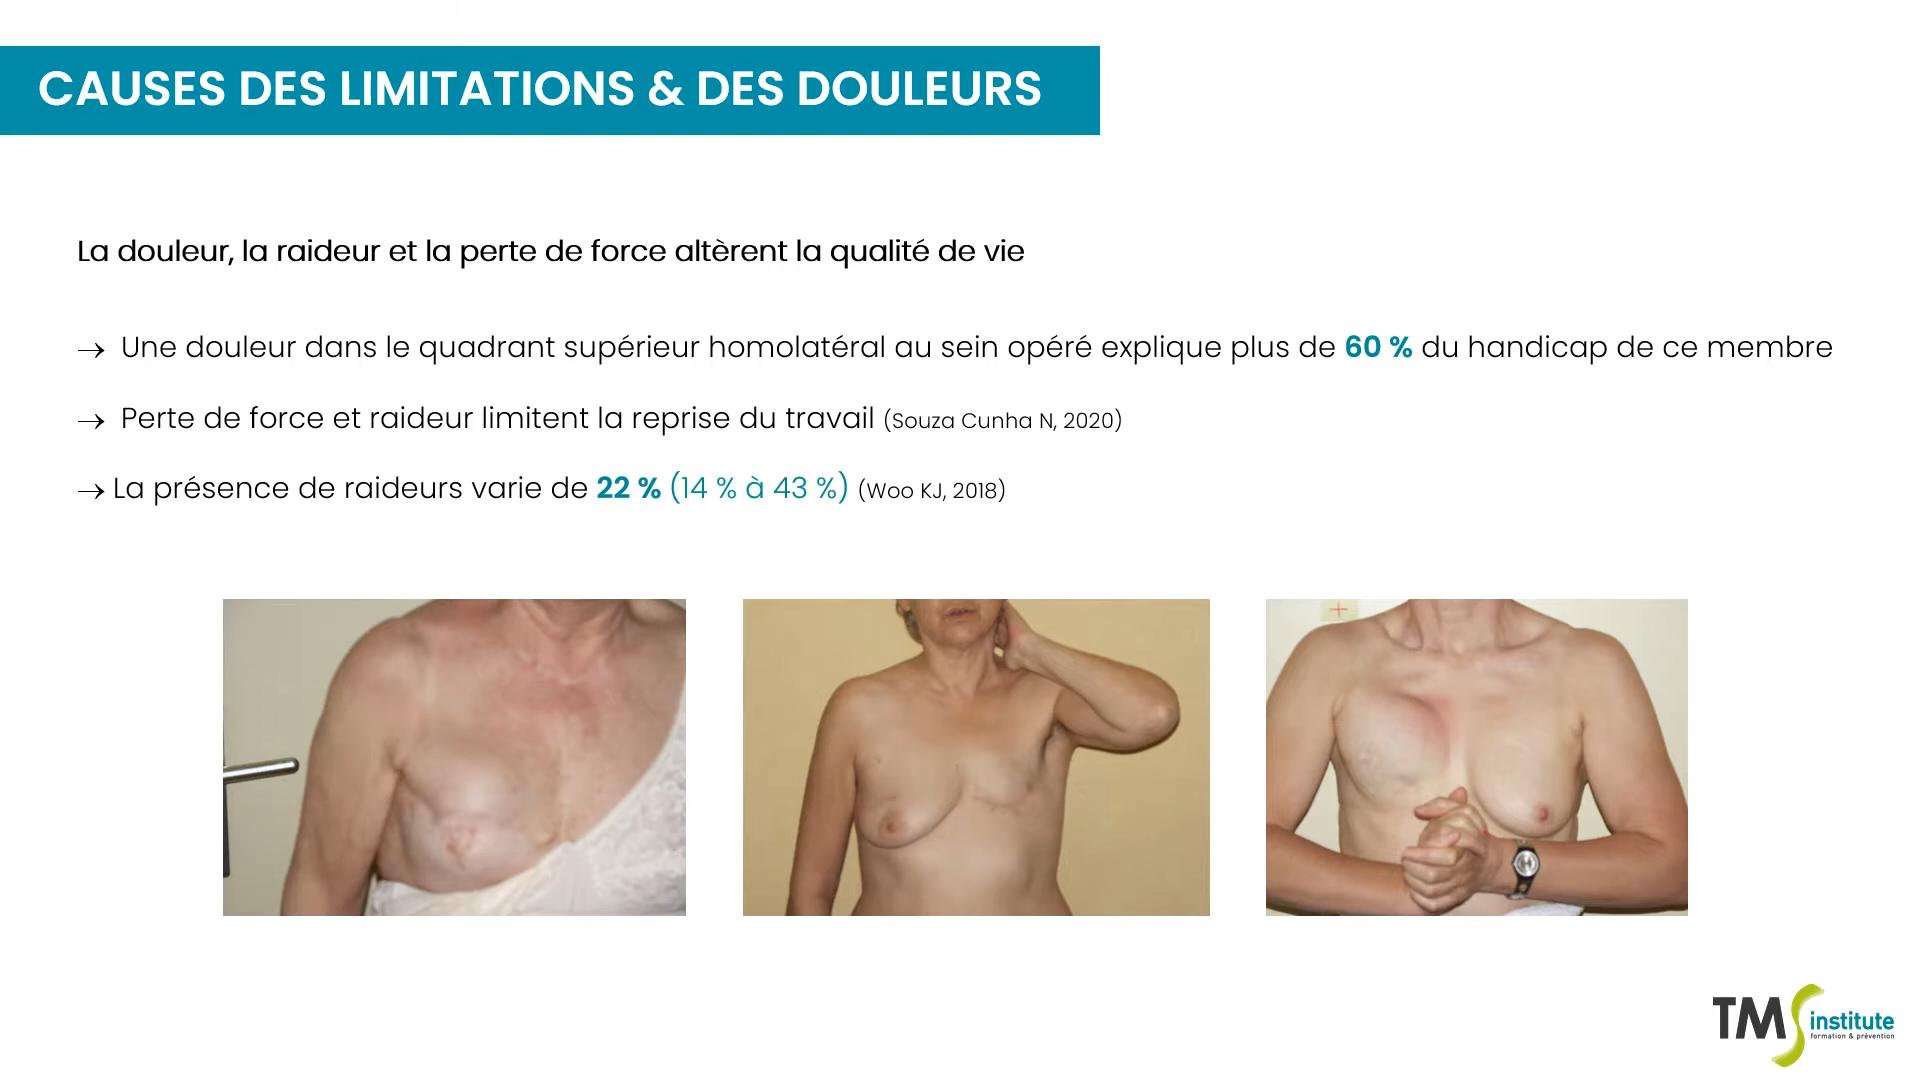 CAUSES DES LIMITATIONS & DES DOULEURS
La douleur, la raideur et la perte de force altèrent la qualité de vie
→ Une douleur dans le quadrant supérieur homolatéral au sein opéré explique plus de 60 % du handicap de ce membre
→ Perte de force et raideur limitent la reprise du travail (Souza Cunha N, 2020)
→ La présence de raideurs varie de 22 % (14 % à 43 %) (Woo KJ, 2018)
TMS institute
formation & prévention